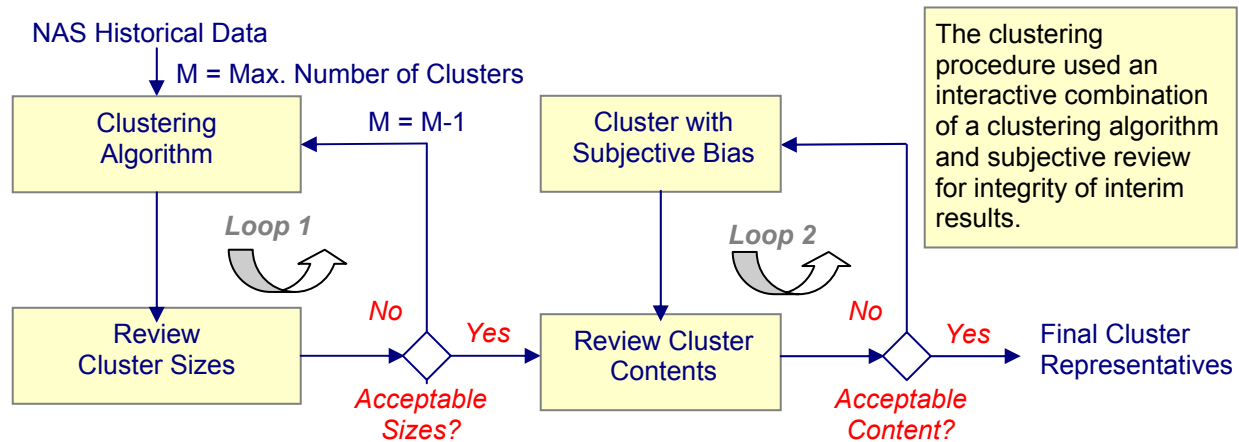 NAS Historical Data
M = Max. Number of Clusters
Clustering
Algorithm
M = M-1
Loop 1
Review
Cluster Sizes
No
Yes
Acceptable
Sizes?
Cluster with
Subjective Bias
Loop 2
Review Cluster
Contents
No
Yes
Acceptable
Content?
Final Cluster
Representatives
The clustering
procedure used an
interactive combination
of a clustering algorithm
and subjective review
for integrity of interim
results.